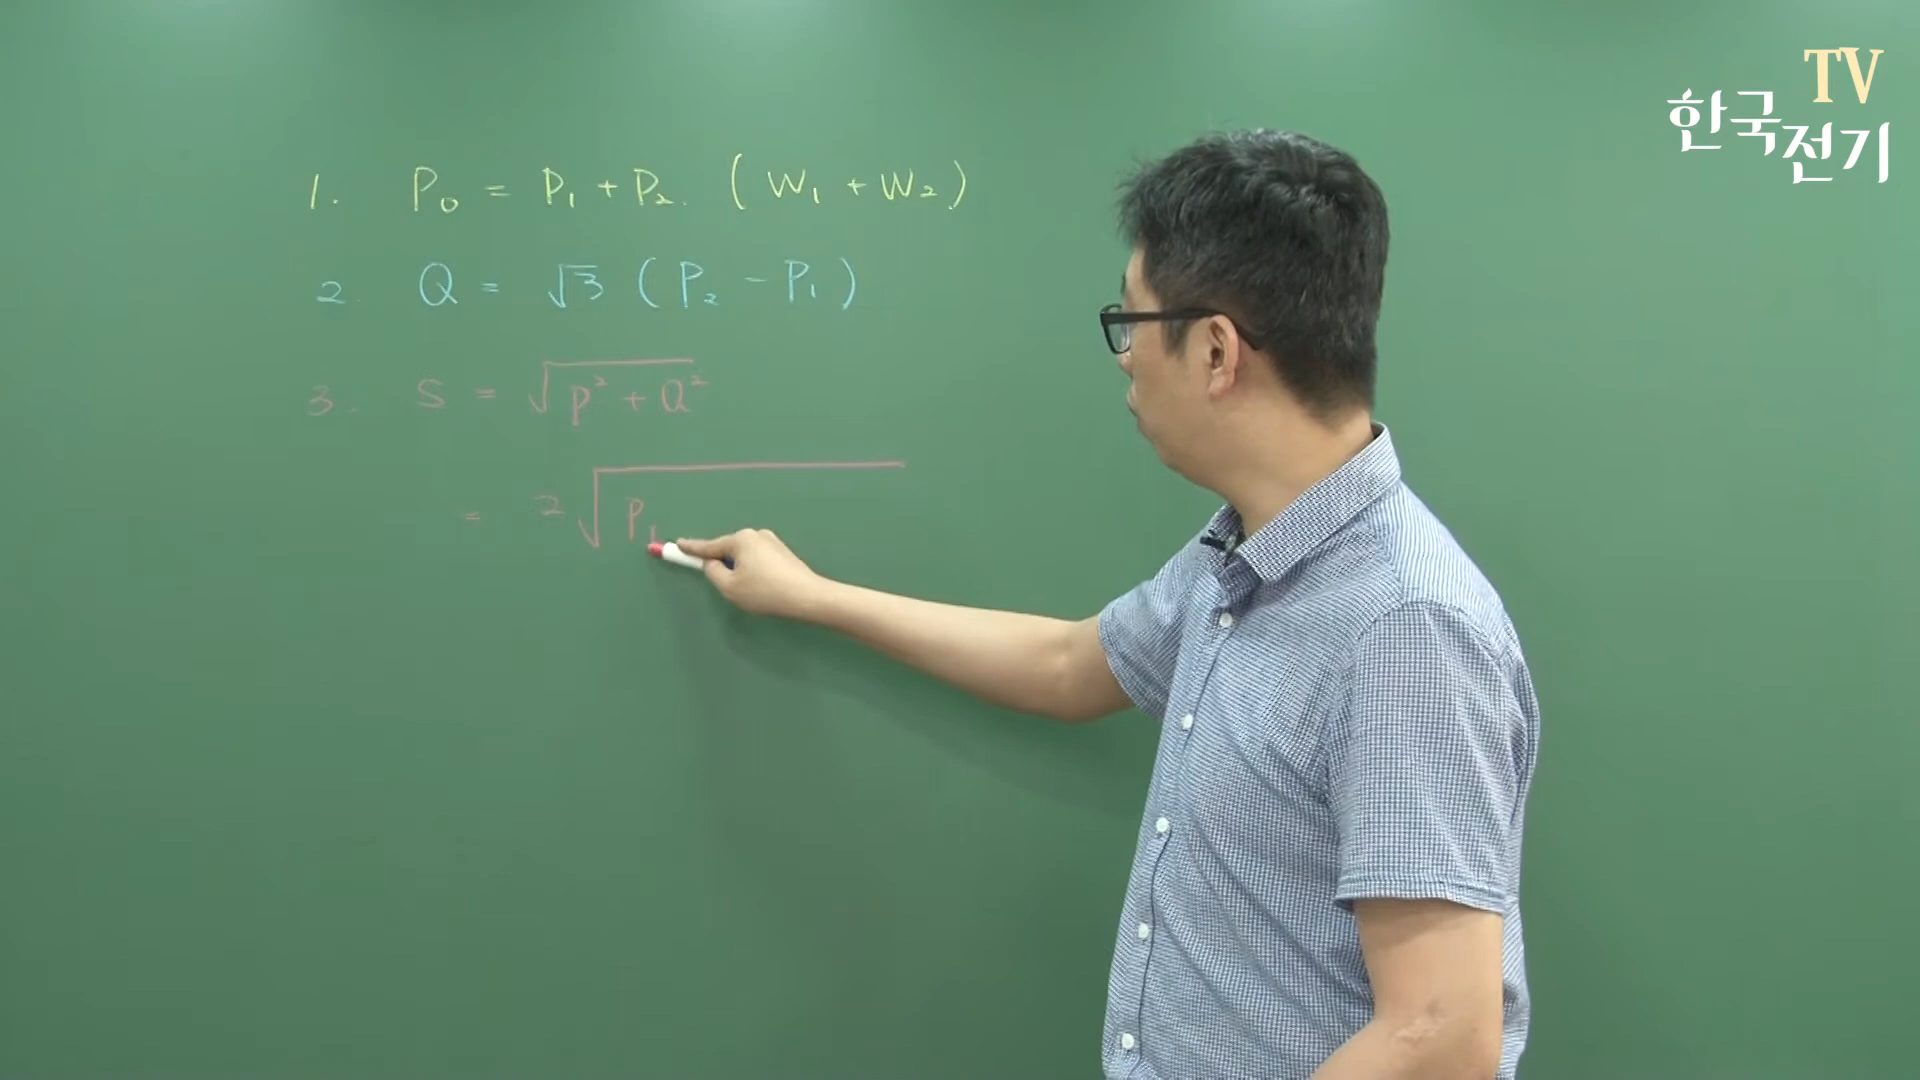 TV
한국
전기
1. P₀ = P₁ + P₂. ( W₁ + W₂ )
2. Q = √3 ( P₂ - P₁ )
3. S = √P² + Q²
= 2√P₁